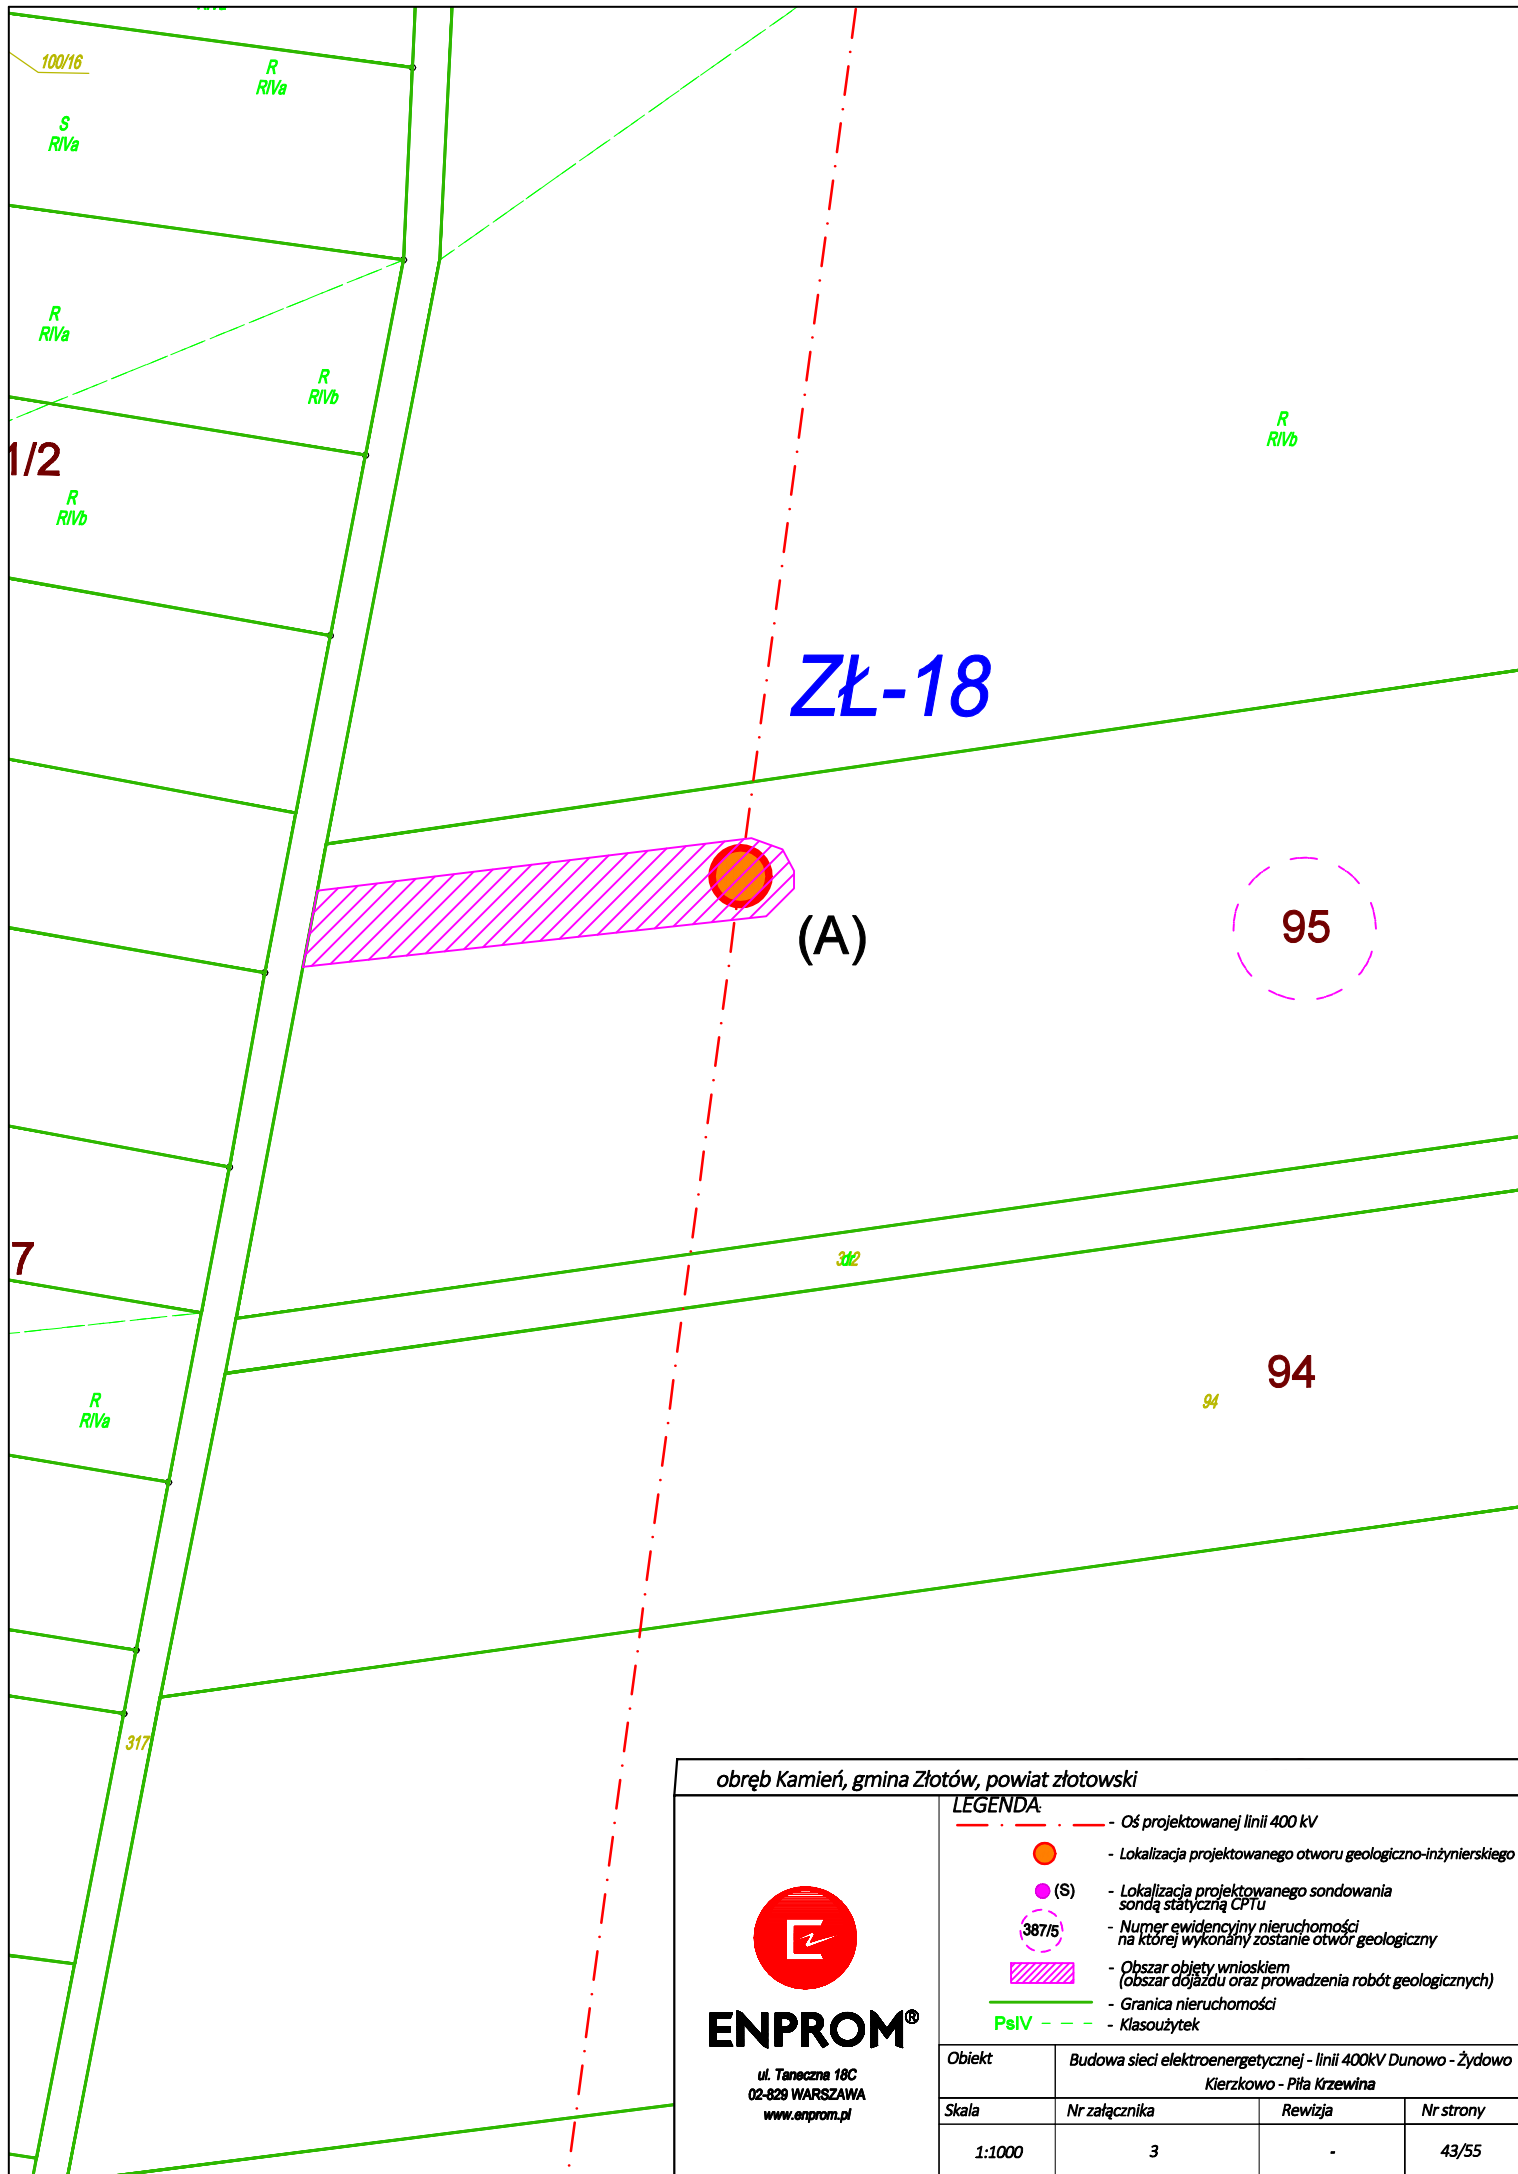 100/16
R
RIVa
S
RIVa
R
RIVa
R
RIVb
R
RIVb
1/2
R
RIVb
ZŁ-18
(A)
95
7
94
94
R
RIVa
317
obręb Kamień, gmina Złotów, powiat złotowski
LEGENDA:
- Oś projektowanej linii 400 kV
- Lokalizacja projektowanego otworu geologiczno-inżynierskiego
(S) - Lokalizacja projektowanego sondowania
sondą statyczną CPTu
387/5 - Numer ewidencyjny nieruchomości
na której wykonany zostanie otwór geologiczny
- Obszar objęty wnioskiem
(obszar dojazdu oraz prowadzenia robót geologicznych)
- Granica nieruchomości
PsIV - Klasoużytek
ENPROM®
ul. Taneczna 18C
02-829 WARSZAWA
www.enprom.pl
Obiekt
Budowa sieci elektroenergetycznej - linii 400kV Dunowo - Żydowo
Kierzkowo - Piła Krzewina
Skala Nr załącznika Rewizja Nr strony
1:1000 3 - 43/55